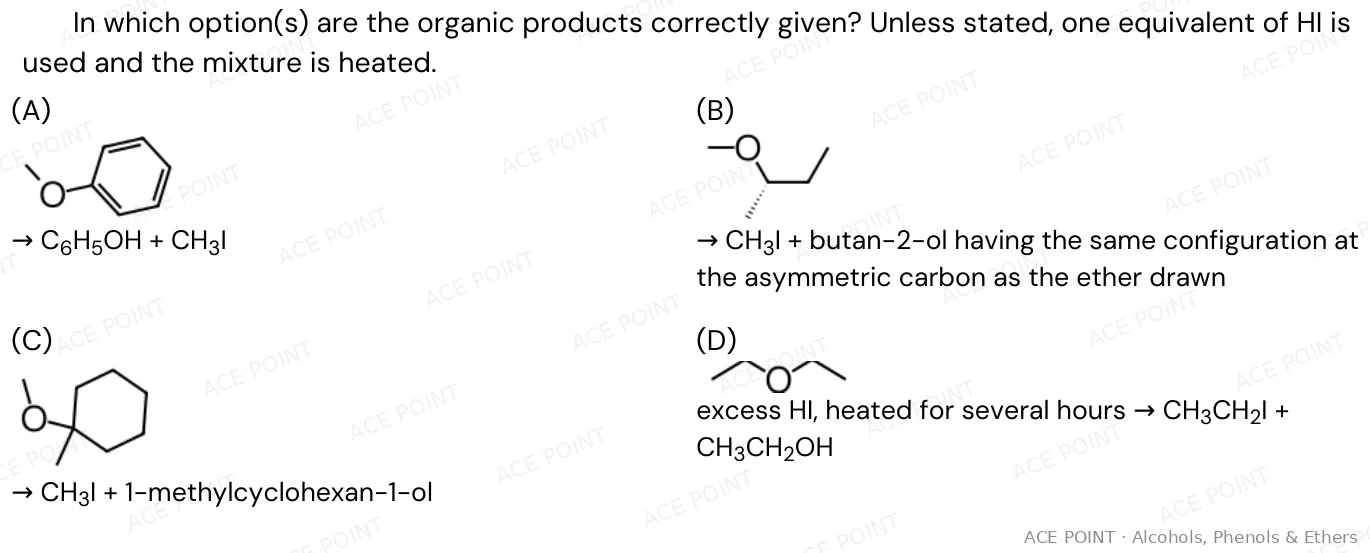 In which option(s) are the organic products correctly given? Unless stated, one equivalent of HI is
used and the mixture is heated.
(A)
(B)
O
O
→ C₆H₅OH + CH₃I
→ CH₃I + butan-2-ol having the same configuration at
the asymmetric carbon as the ether drawn
(C)
(D)
O
O
excess HI, heated for several hours → CH₃CH₂I +
CH₃CH₂OH
→ CH₃I + 1-methylcyclohexan-1-ol
ACE POINT · Alcohols, Phenols & Ethers